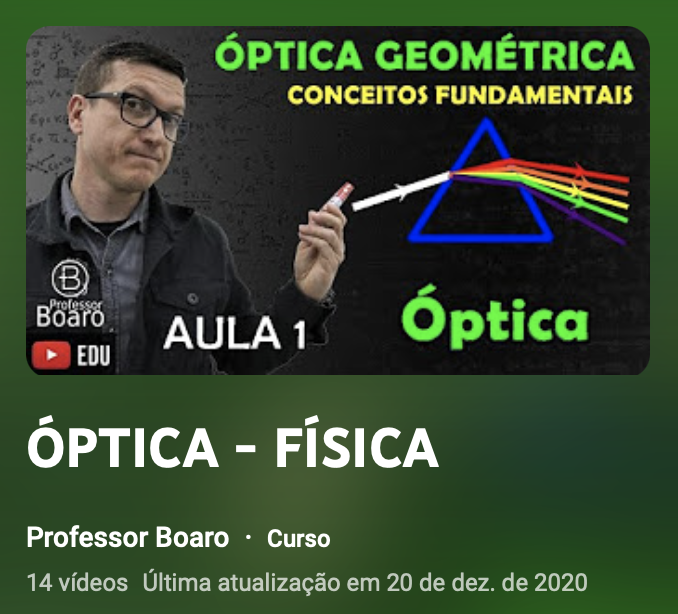 ÓPTICA GEOMÉTRICA
CONCEITOS FUNDAMENTAIS
B
Professor
Boaro
EDU
AULA 1
Óptica
ÓPTICA - FÍSICA
Professor Boaro · Curso
14 vídeos Última atualização em 20 de dez. de 2020